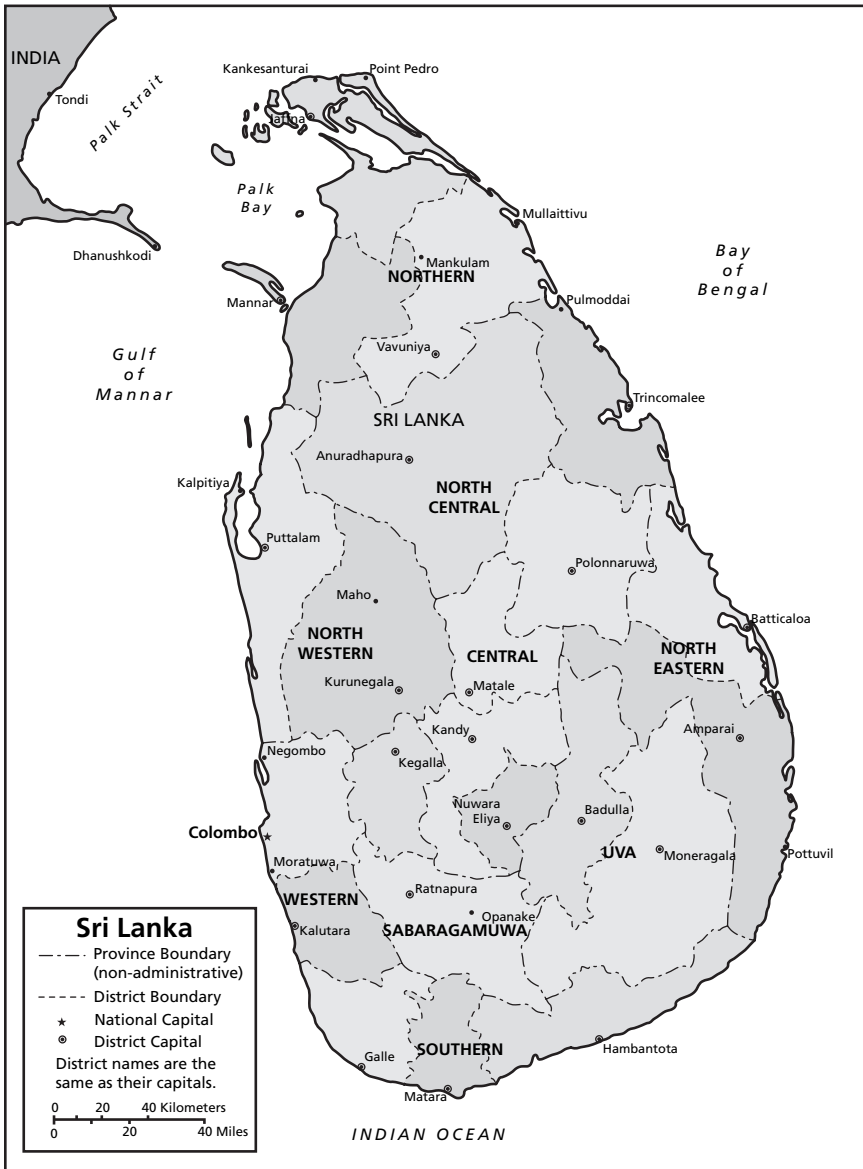 INDIA
Tondi
Palk Strait
Kankesanturai
Point Pedro
Jaffna
Palk
Bay
Mullaittivu
Dhanushkodi
Mankulam
NORTHERN
Bay
of
Bengal
Mannar
Pulmoddai
Gulf
of
Mannar
Vavuniya
Trincomalee
SRI LANKA
Anuradhapura
Kalpitiya
NORTH
CENTRAL
Puttalam
Polonnaruwa
Maho
Batticaloa
NORTH
WESTERN
CENTRAL
NORTH
EASTERN
Kurunegala
Matale
Kandy
Amparai
Negombo
Kegalla
Nuwara
Eliya
Badulla
Colombo
UVA
Moneragala
Pottuvil
Moratuwa
WESTERN
Ratnapura
Opanake
SABARAGAMUWA
Kalutara
Sri Lanka
Province Boundary
(non-administrative)
District Boundary
National Capital
District Capital
District names are the
same as their capitals.
0 20 40 Kilometers
0 20 40 Miles
Galle
SOUTHERN
Hambantota
Matara
INDIAN OCEAN